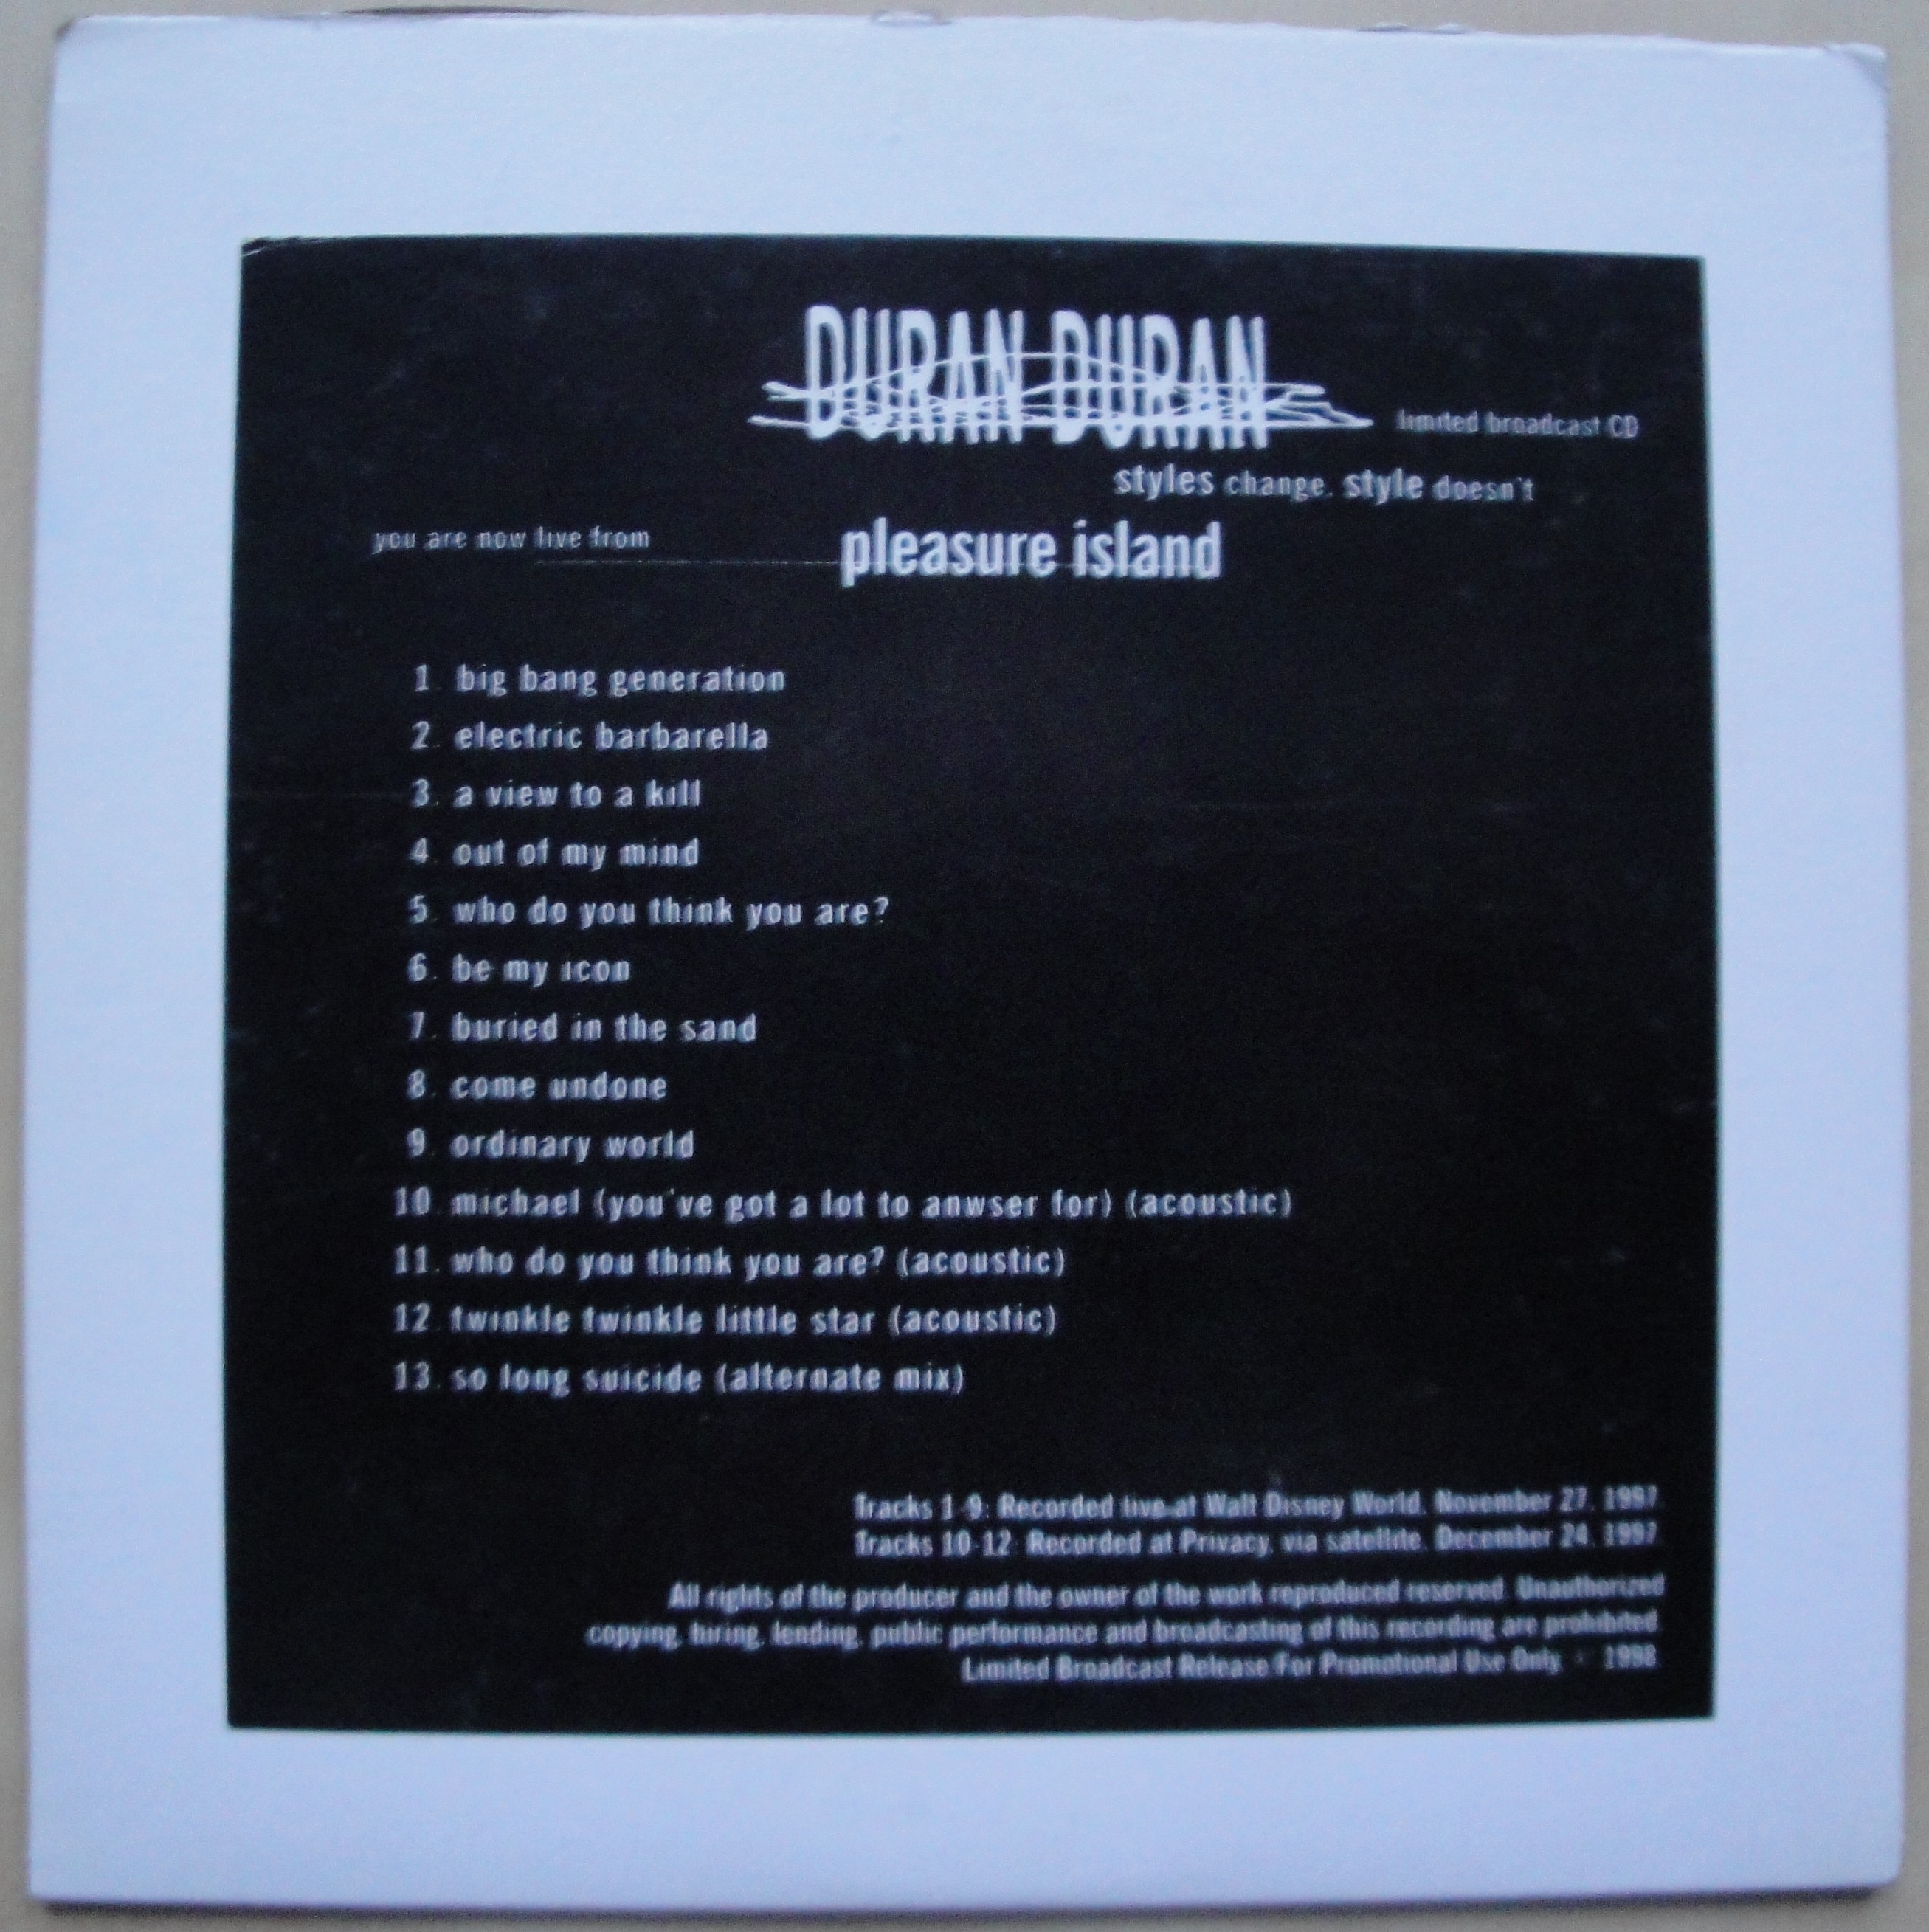 DURAN DURAN
limited broadcast CD
styles change. style doesn't
you are now live from
pleasure island
1. big bang generation
2. electric barbarella
3. a view to a kill
4. out of my mind
5. who do you think you are?
6. be my icon
7. buried in the sand
8. come undone
9. ordinary world
10. michael (you've got a lot to anwser for) (acoustic)
11. who do you think you are? (acoustic)
12. twinkle twinkle little star (acoustic)
13. so long suicide (alternate mix)
Tracks 1-9: Recorded live at Walt Disney World, November 27, 1997
Tracks 10-12: Recorded at Privacy, via satellite, December 24, 1997
All rights of the producer and the owner of the work reproduced reserved. Unauthorized
copying, hiring, lending, public performance and broadcasting of this recording are prohibited
Limited Broadcast Release For Promotional Use Only · 1998